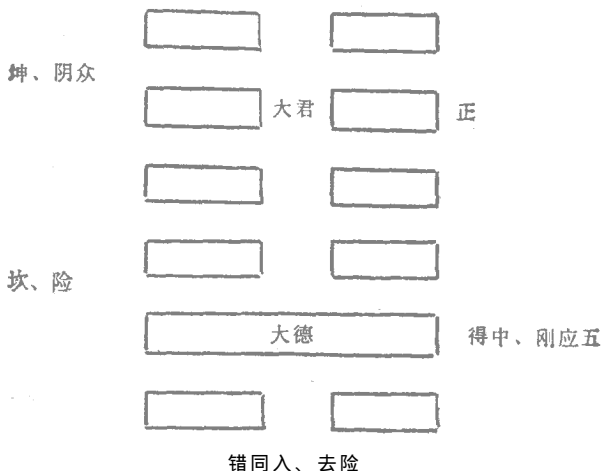 坤、阴众
大君 正
坎、险
大德 得中、刚应五
错同入、去险